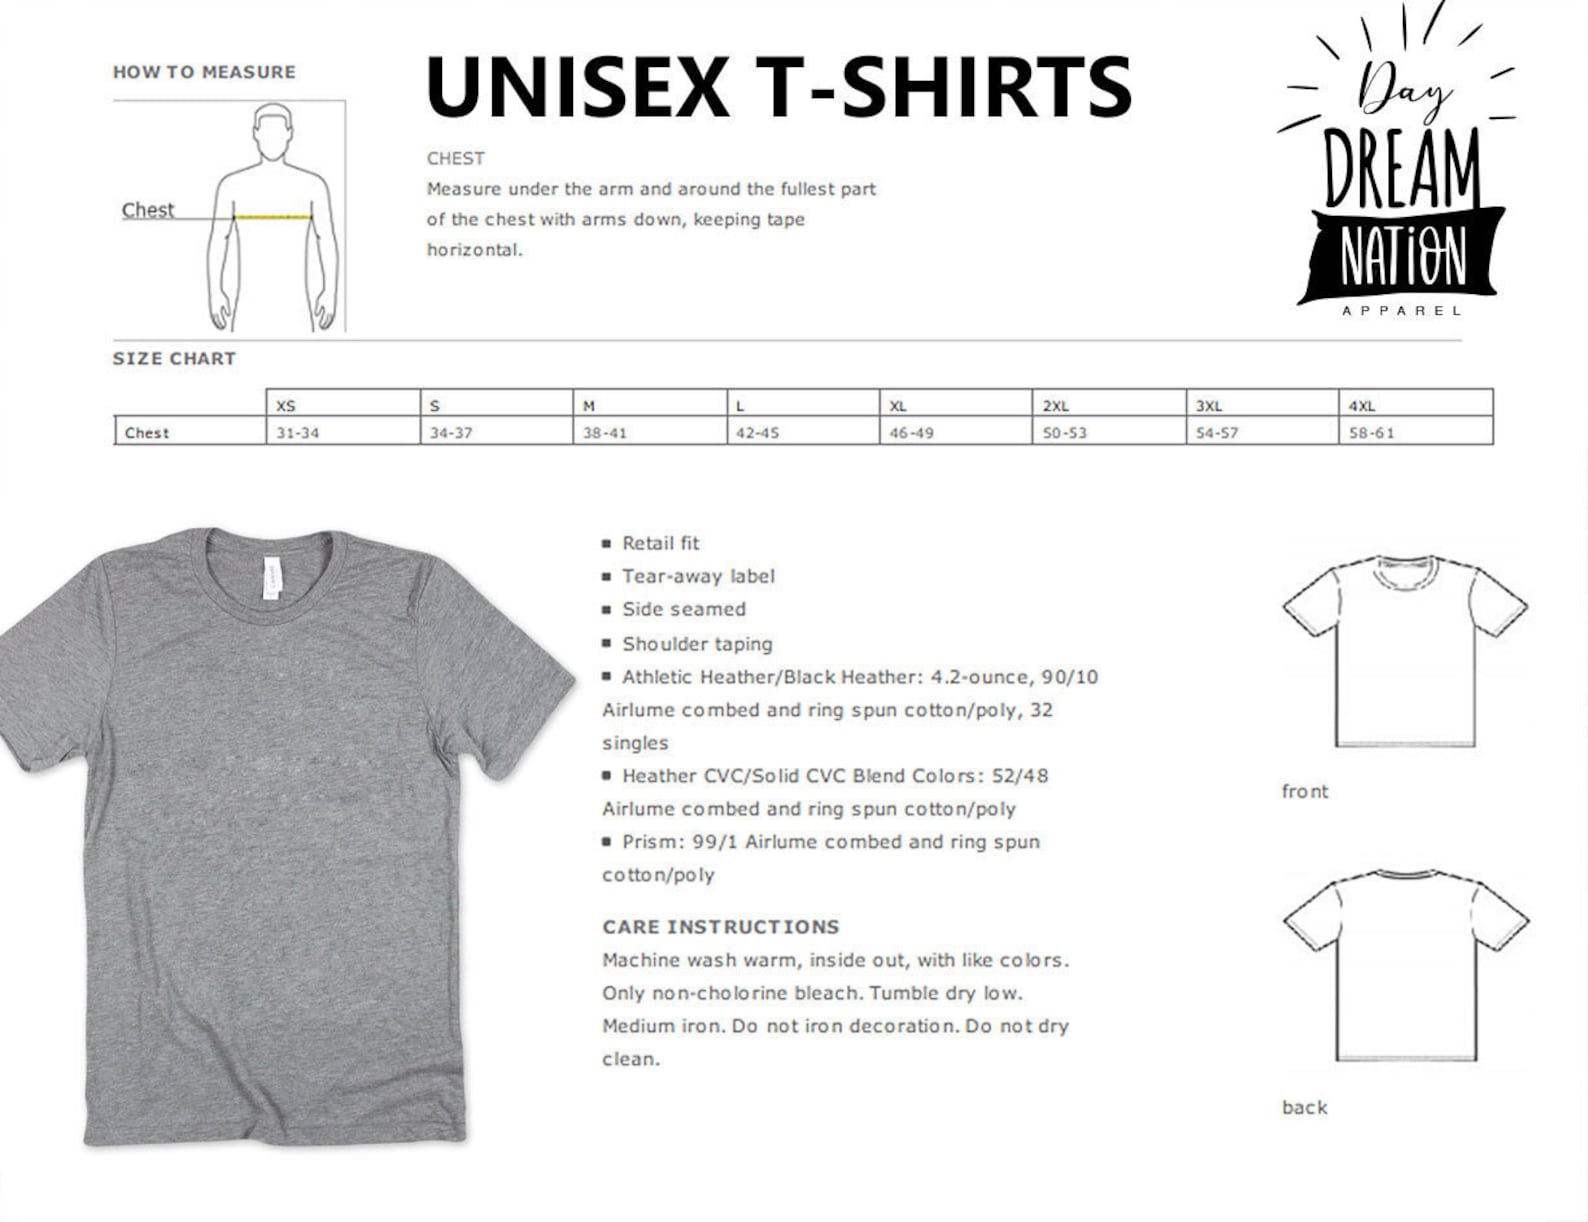 HOW TO MEASURE
Chest
UNISEX T-SHIRTS
CHEST
Measure under the arm and around the fullest part
of the chest with arms down, keeping tape
horizontal.
Day
DREAM
NATION
APPAREL
SIZE CHART
XS S M L XL 2XL 3XL 4XL
Chest 31-34 34-37 38-41 42-45 46-49 50-53 54-57 58-61
CANVAS
▪ Retail fit
▪ Tear-away label
▪ Side seamed
▪ Shoulder taping
▪ Athletic Heather/Black Heather: 4.2-ounce, 90/10
Airlume combed and ring spun cotton/poly, 32
singles
▪ Heather CVC/Solid CVC Blend Colors: 52/48
Airlume combed and ring spun cotton/poly
▪ Prism: 99/1 Airlume combed and ring spun
cotton/poly
CARE INSTRUCTIONS
Machine wash warm, inside out, with like colors.
Only non-cholorine bleach. Tumble dry low.
Medium iron. Do not iron decoration. Do not dry
clean.
front
back